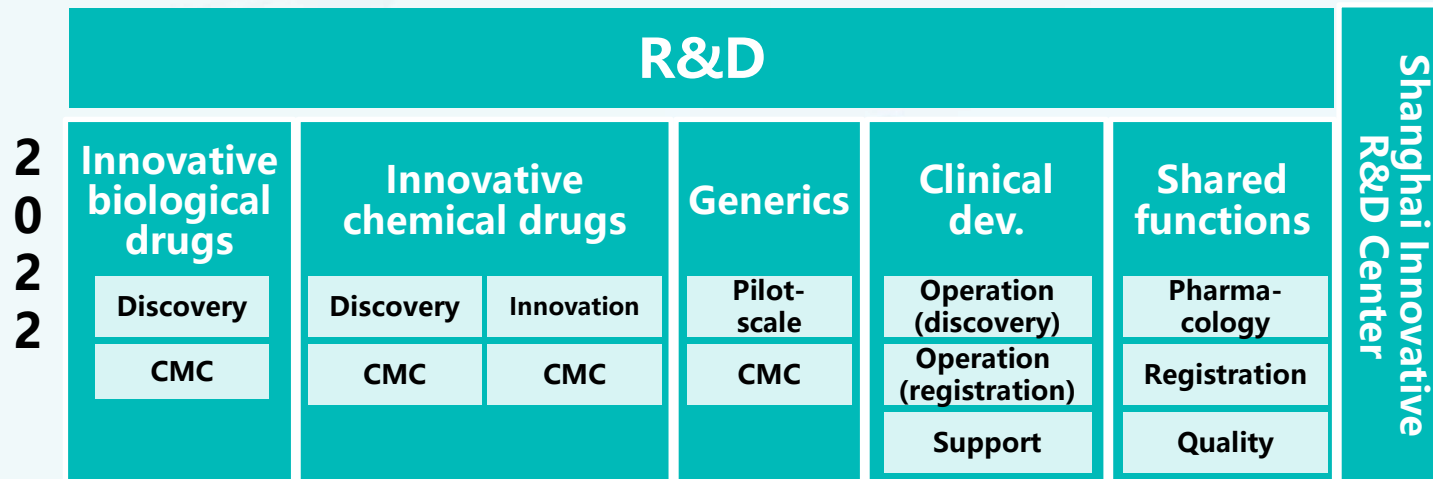 R&D
Shanghai Innovative
R&D Center
2
0
2
2
Innovative
biological
drugs
Discovery
CMC
Innovative
chemical drugs
Discovery
Innovation
CMC
CMC
Generics
Pilot-
scale
CMC
Clinical
dev.
Operation
(discovery)
Operation
(registration)
Support
Shared
functions
Pharma-
cology
Registration
Quality